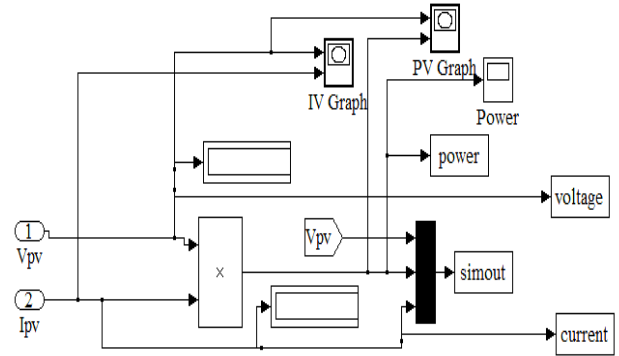 PV Graph
IV Graph
Power
power
voltage
1
Vpv
Vpv
×
simout
2
Ipv
current